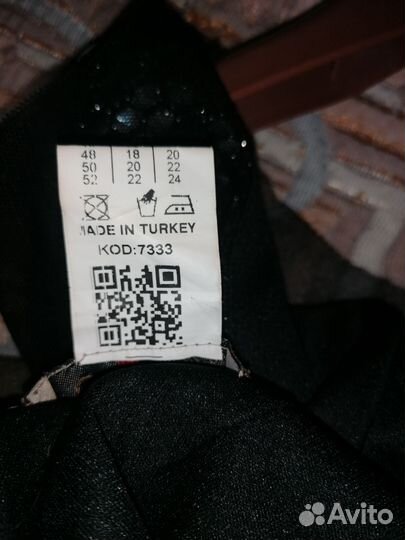 48 18 20
50 20 22
52 22 24
MADE IN TURKEY
KOD:7333
Avito